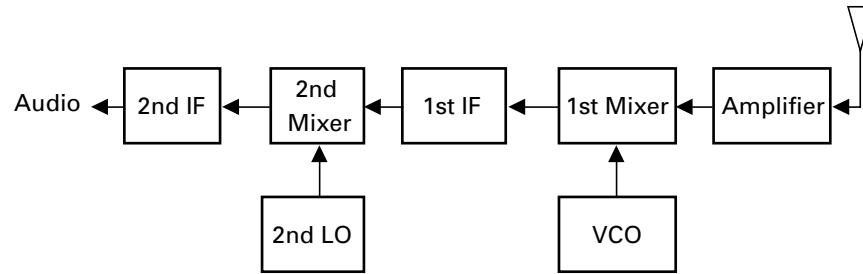 Audio
2nd IF
2nd
Mixer
1st IF
1st Mixer
Amplifier
2nd LO
VCO